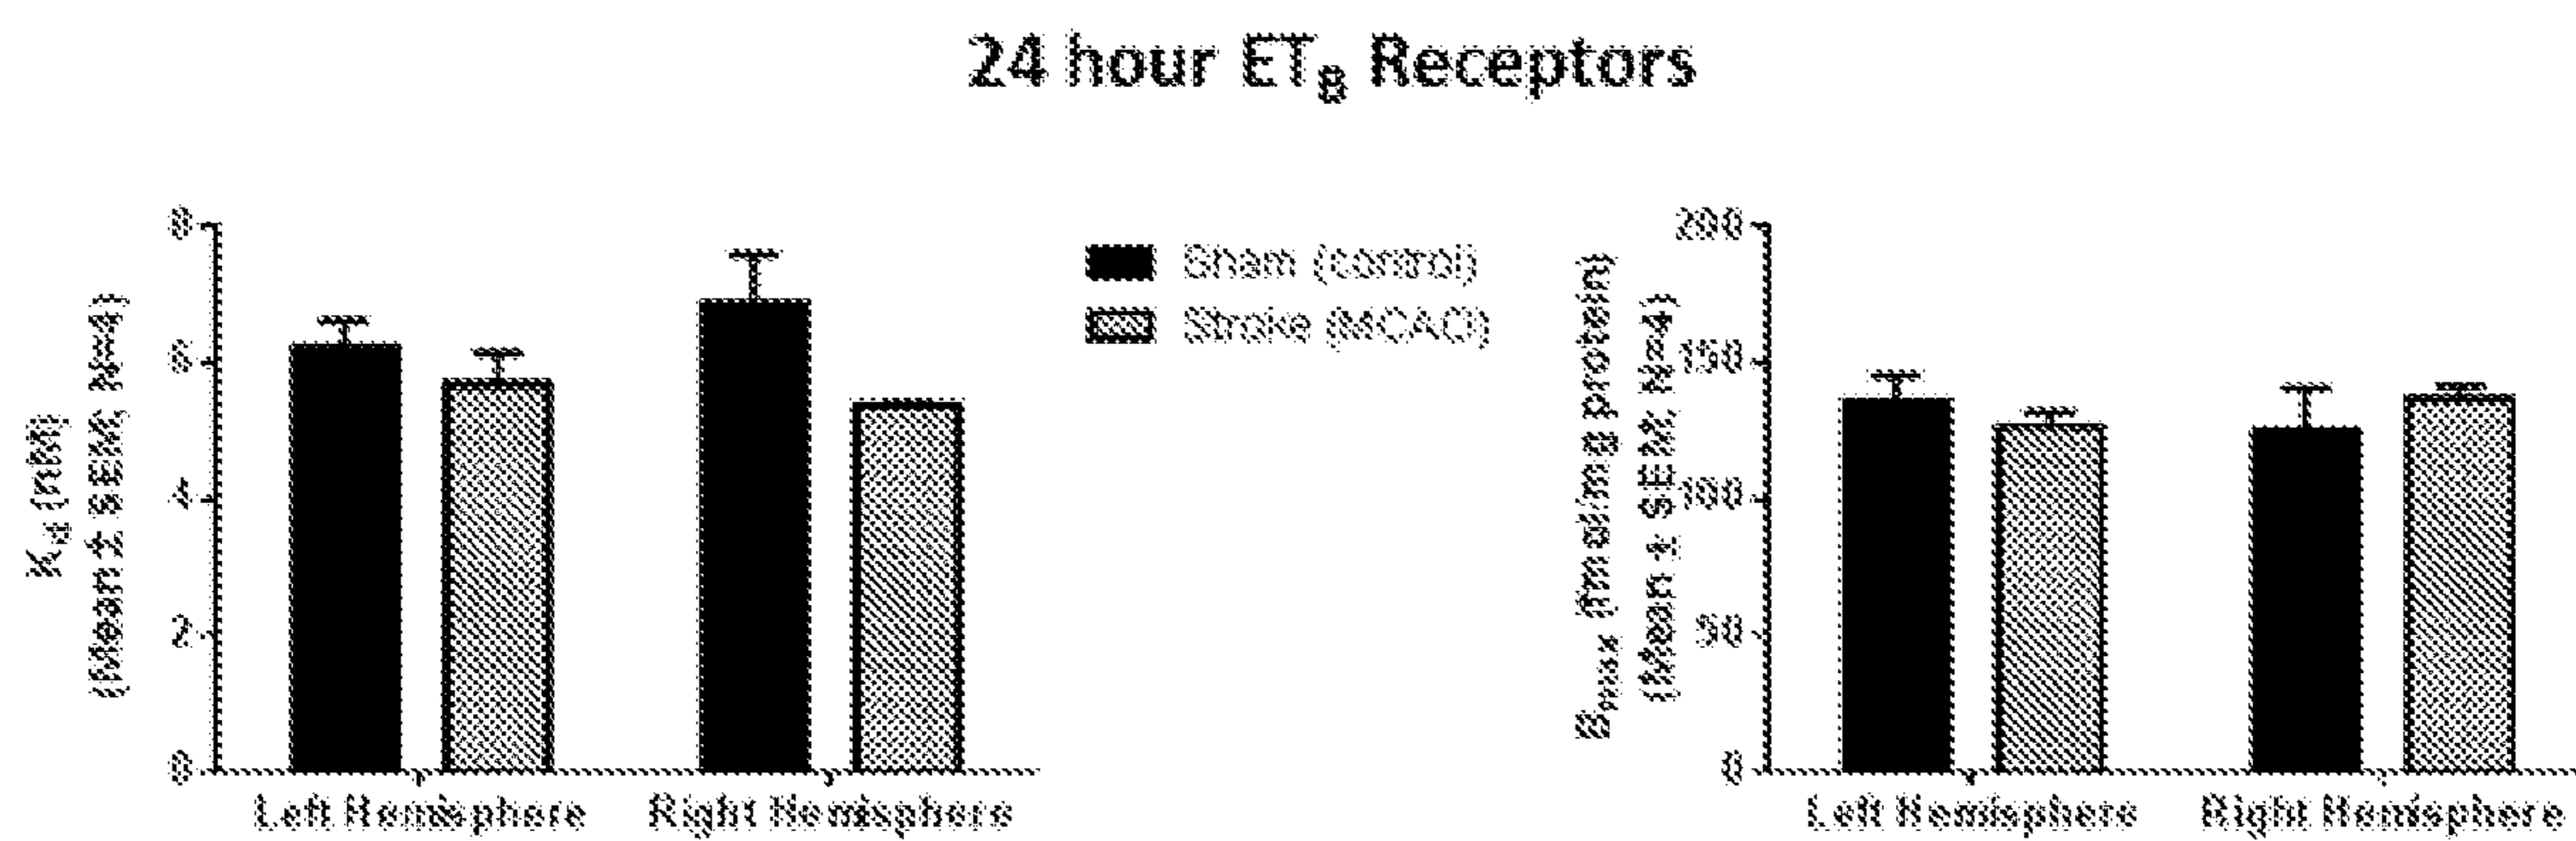 24 hour ET_B Receptors
K_d (nM)
(Mean ± SEM, N=4)
8
6
4
2
0
Left Hemisphere
Right Hemisphere
Sham (control)
Stroke (MCAO)
B_max (fmol/mg protein)
(Mean ± SEM, N=4)
200
150
100
50
0
Left Hemisphere
Right Hemisphere